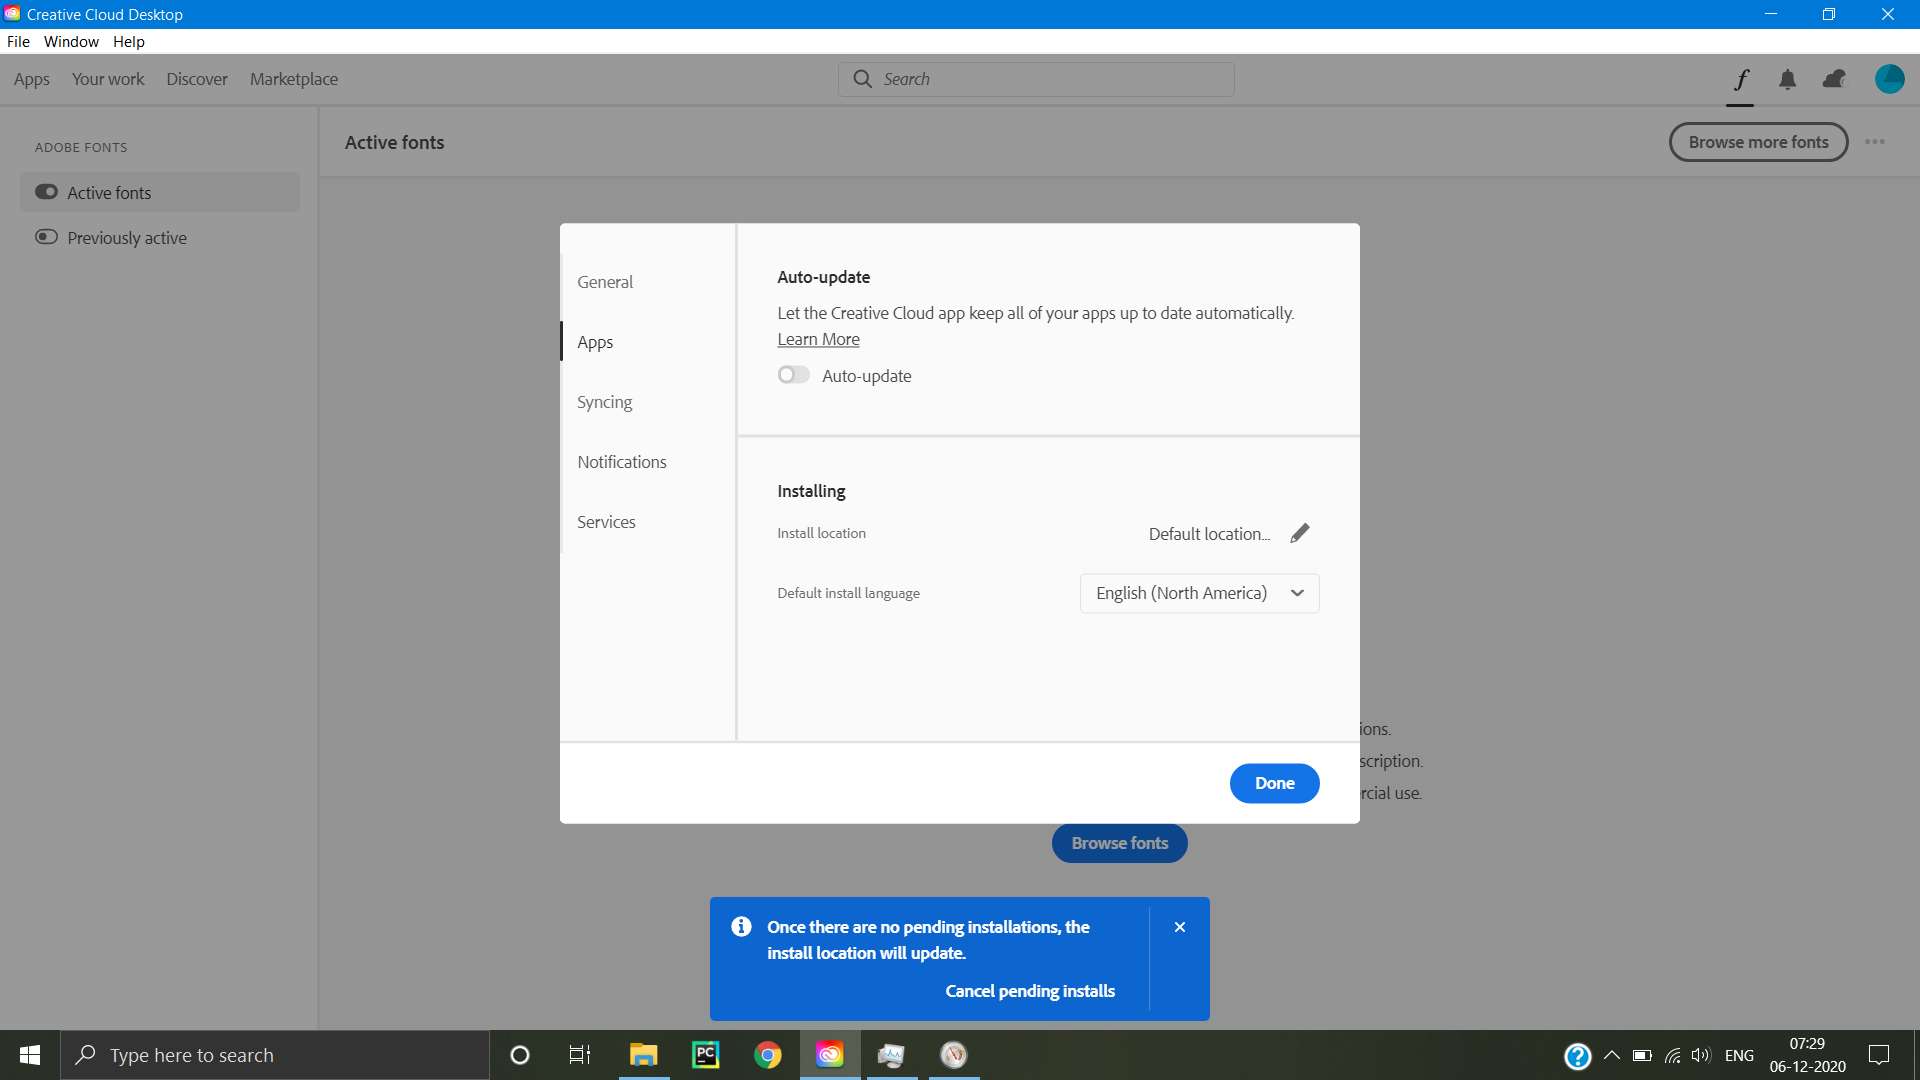 Creative Cloud Desktop
File Window Help
Apps Your work Discover Marketplace
Search
ADOBE FONTS
Active fonts
Previously active
Active fonts
Browse more fonts
General
Apps
Syncing
Notifications
Services
Auto-update
Let the Creative Cloud app keep all of your apps up to date automatically.
Learn More
Auto-update
Installing
Install location
Default location...
Default install language
English (North America)
ions.
scription.
rcial use.
Done
Browse fonts
Once there are no pending installations, the
install location will update.
Cancel pending installs
Type here to search
PC
ENG
07:29
06-12-2020